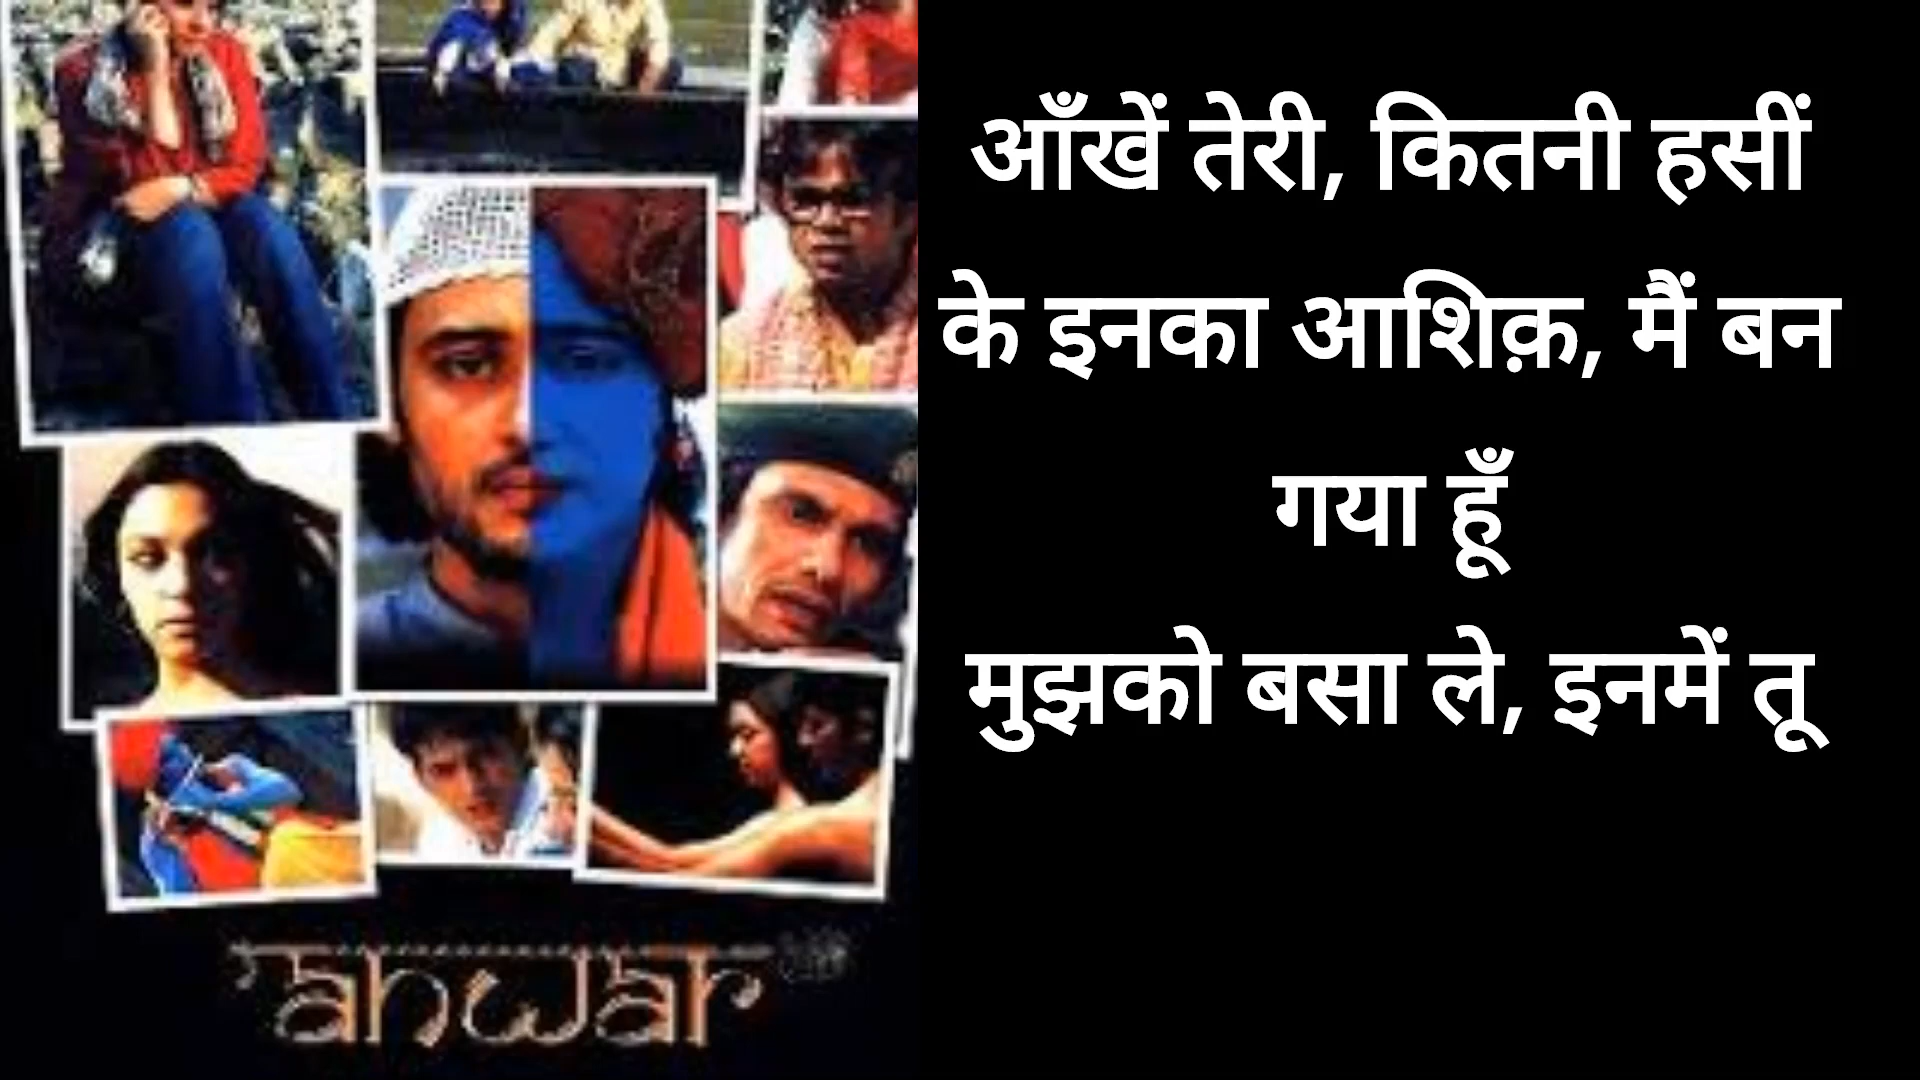 आँखें तेरी, कितनी हसीं
के इनका आशिक़, मैं बन
गया हूँ
मुझको बसा ले, इनमें तू
anwar